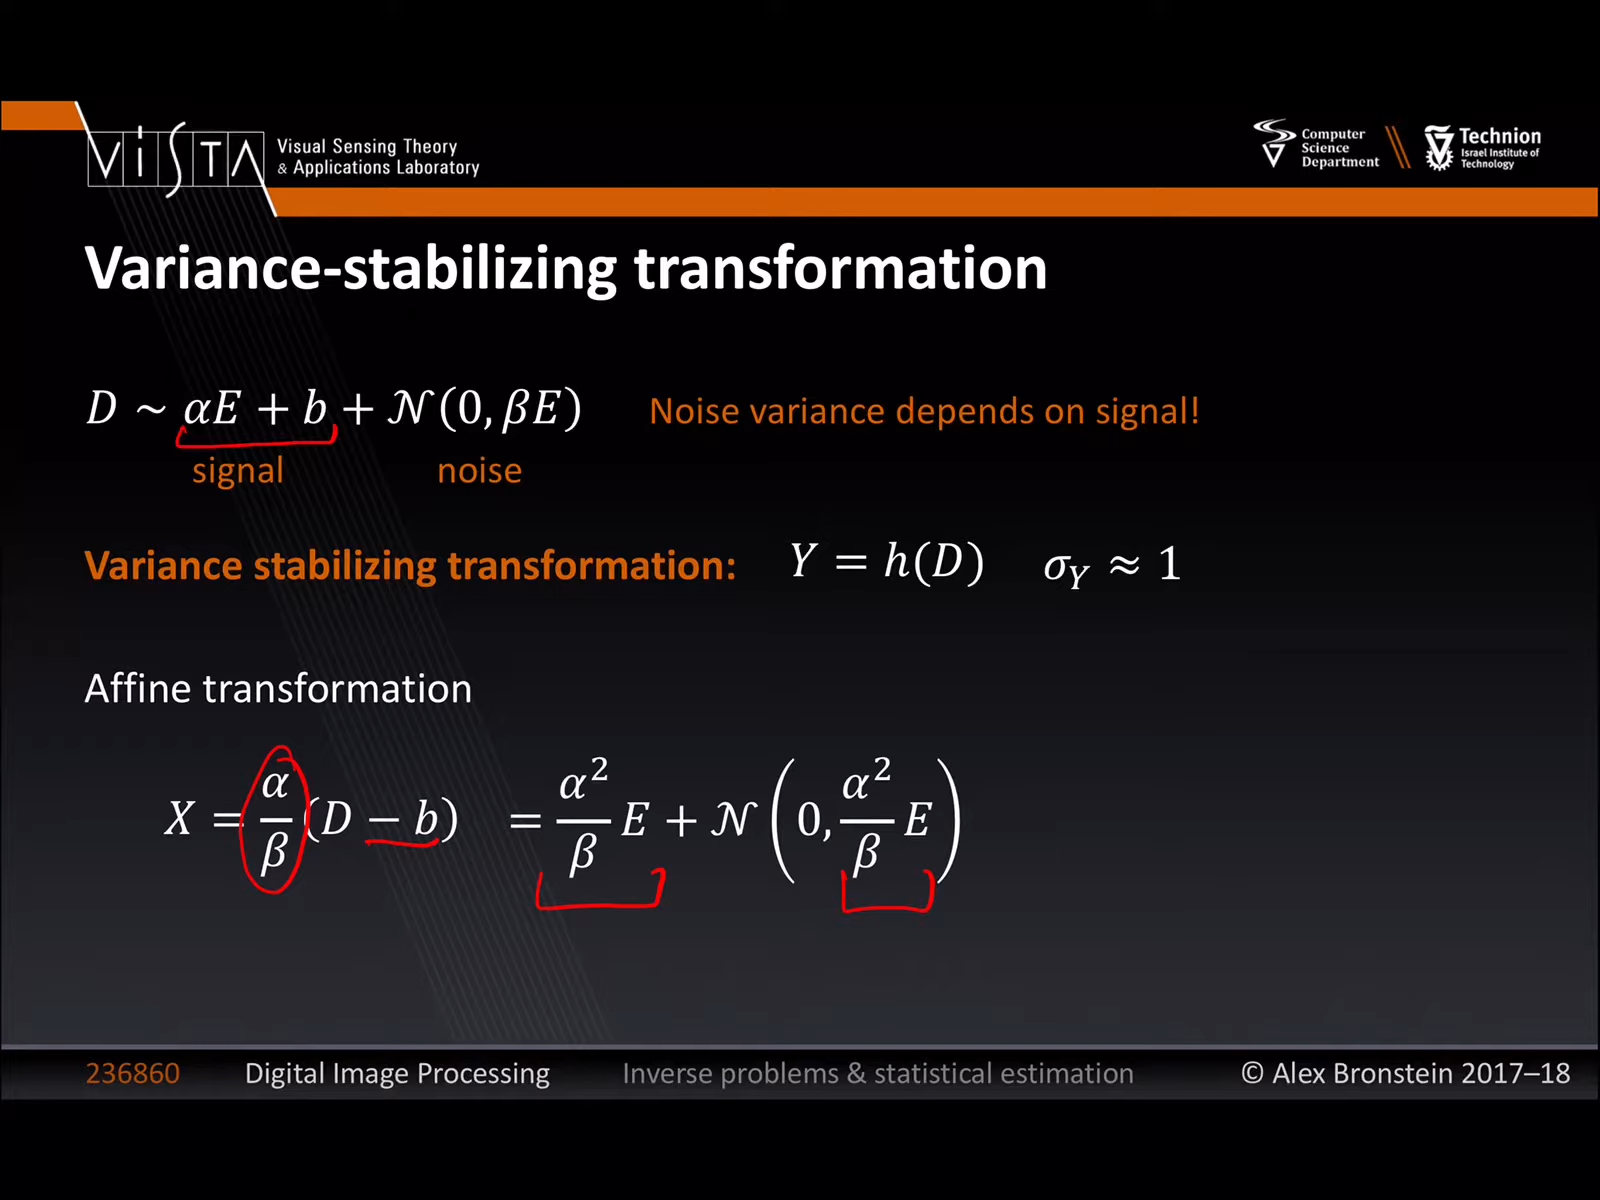 ViSTA Visual Sensing Theory
& Applications Laboratory
Computer
Science
Department
Technion
Israel Institute of
Technology
Variance-stabilizing transformation
D ~ αE + b + 𝒩(0, βE) Noise variance depends on signal!
signal noise
Variance stabilizing transformation: Y = h(D) σ_Y ≈ 1
Affine transformation
X = α/β (D − b) = α²/β E + 𝒩(0, α²/β E)
236860 Digital Image Processing Inverse problems & statistical estimation © Alex Bronstein 2017–18